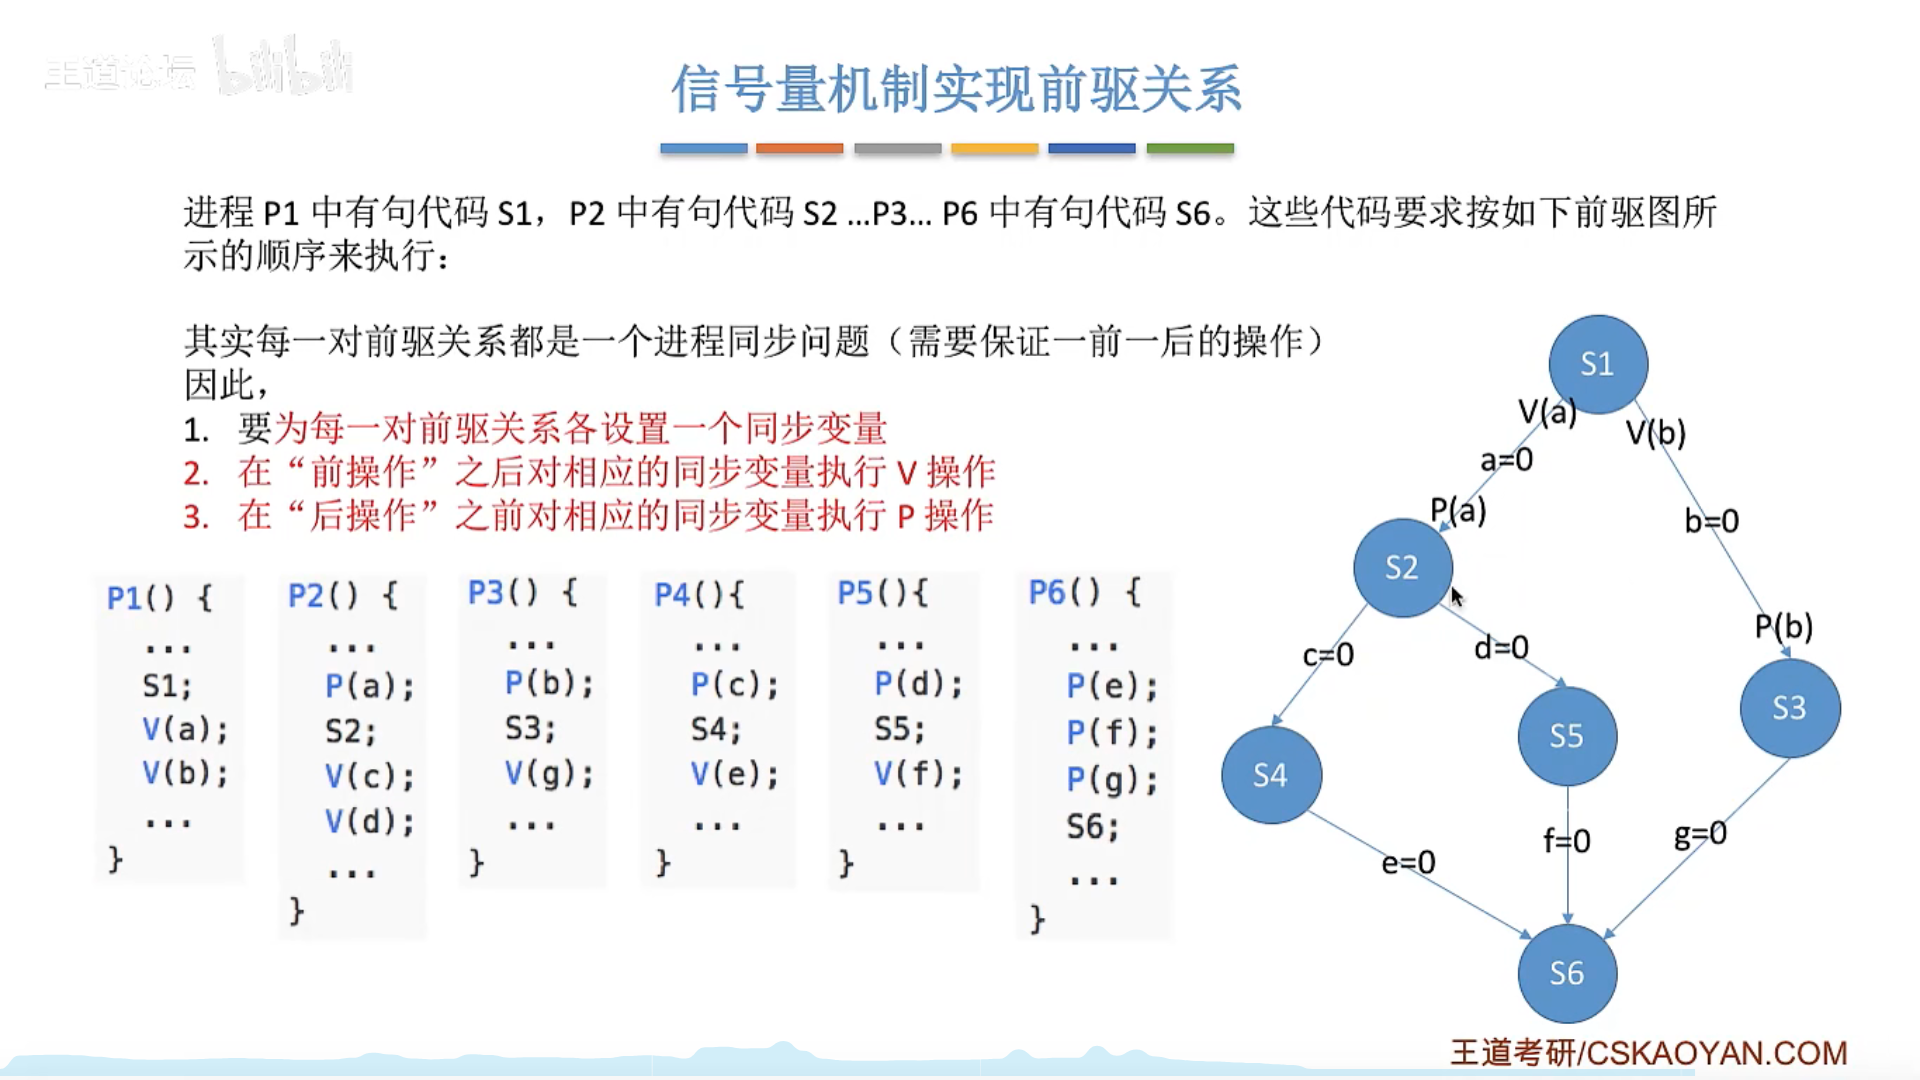 王道论坛 bilibili
信号量机制实现前驱关系
进程 P1 中有句代码 S1，P2 中有句代码 S2 ...P3... P6 中有句代码 S6。这些代码要求按如下前驱图所
示的顺序来执行：
其实每一对前驱关系都是一个进程同步问题（需要保证一前一后的操作）
因此，
1. 要为每一对前驱关系各设置一个同步变量
2. 在“前操作”之后对相应的同步变量执行 V 操作
3. 在“后操作”之前对相应的同步变量执行 P 操作
P1() {
...
S1;
V(a);
V(b);
...
}
P2() {
...
P(a);
S2;
V(c);
V(d);
...
}
P3() {
...
P(b);
S3;
V(g);
...
}
P4(){
...
P(c);
S4;
V(e);
...
}
P5(){
...
P(d);
S5;
V(f);
...
}
P6() {
...
P(e);
P(f);
P(g);
S6;
...
}
S1
V(a)
V(b)
a=0
P(a)
b=0
S2
P(b)
c=0
d=0
S3
S5
S4
e=0
f=0
g=0
S6
王道考研/CSKAOYAN.COM